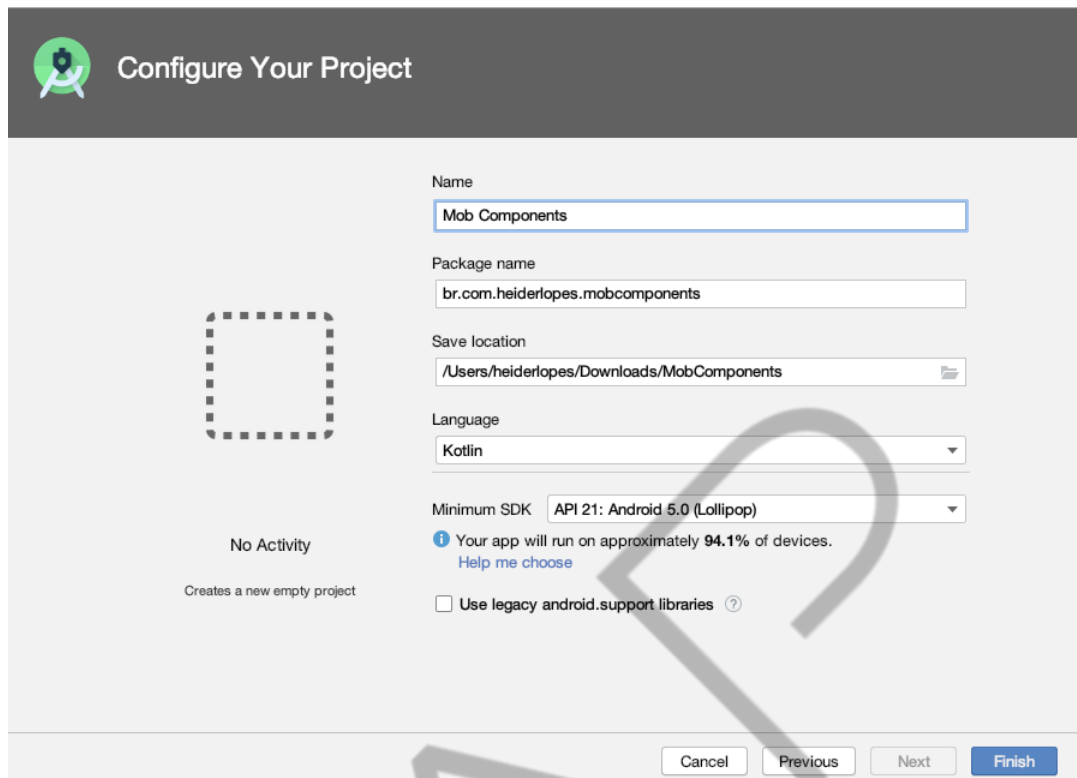 Configure Your Project
Name
Mob Components
Package name
br.com.heiderlopes.mobcomponents
Save location
/Users/heiderlopes/Downloads/MobComponents
Language
Kotlin
Minimum SDK API 21: Android 5.0 (Lollipop)
No Activity
Creates a new empty project
Your app will run on approximately 94.1% of devices.
Help me choose
Use legacy android.support libraries ?
Cancel Previous Next Finish